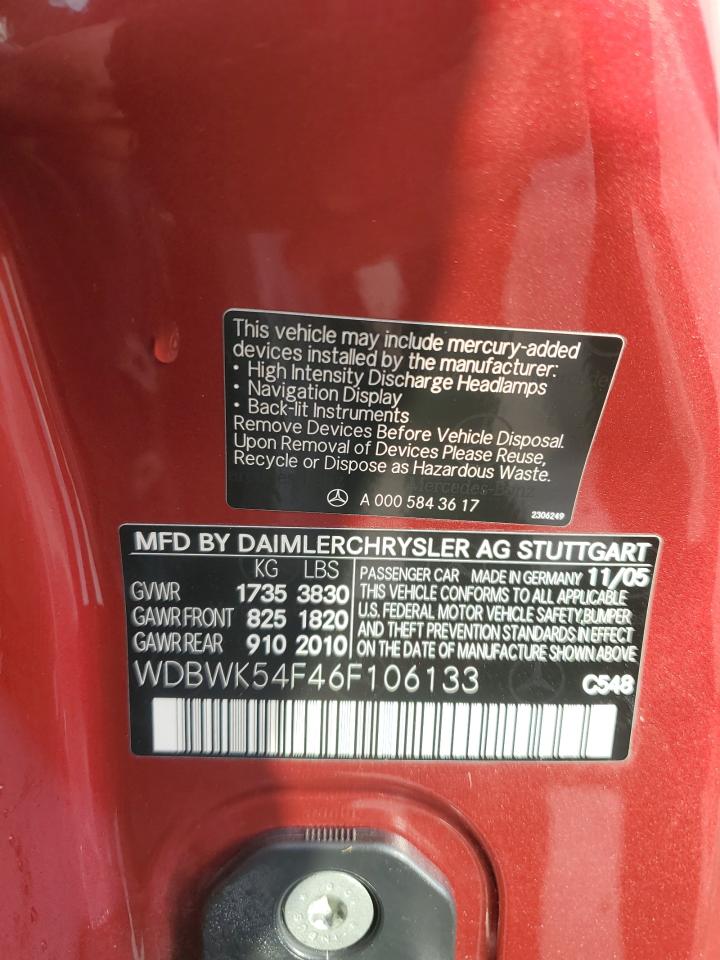 This vehicle may include mercury-added
devices installed by the manufacturer:
• High Intensity Discharge Headlamps
• Navigation Display
• Back-lit Instruments
Remove Devices Before Vehicle Disposal.
Upon Removal of Devices Please Reuse,
Recycle or Dispose as Hazardous Waste.
Mercedes-Benz
A 000 584 36 17
2306249
MFD BY DAIMLERCHRYSLER AG STUTTGART
KG LBS
GVWR 1735 3830
GAWR FRONT 825 1820
GAWR REAR 910 2010
PASSENGER CAR MADE IN GERMANY 11/05
THIS VEHICLE CONFORMS TO ALL APPLICABLE
U.S. FEDERAL MOTOR VEHICLE SAFETY,BUMPER
AND THEFT PREVENTION STANDARDS IN EFFECT
ON THE DATE OF MANUFACTURE SHOWN ABOVE
WDBWK54F46F106133
C548